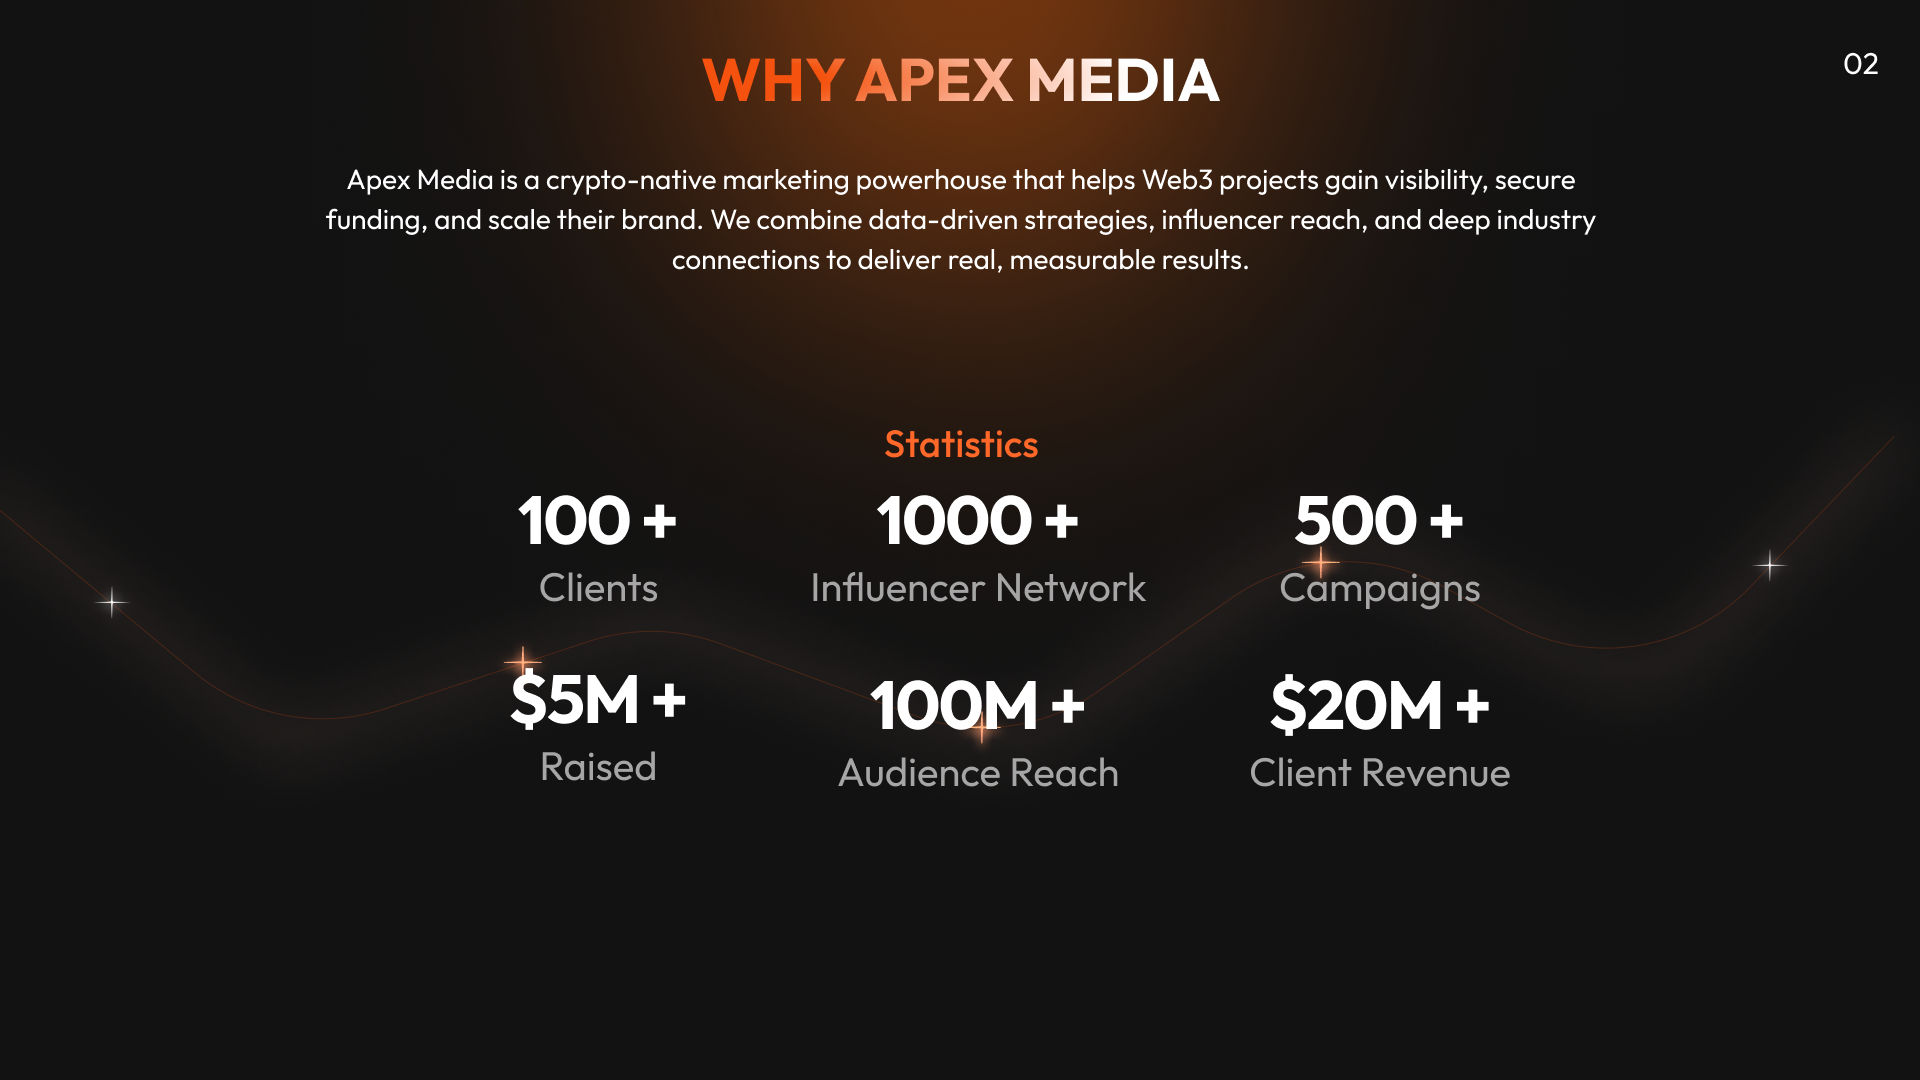 WHY APEX MEDIA
02
Apex Media is a crypto-native marketing powerhouse that helps Web3 projects gain visibility, secure
funding, and scale their brand. We combine data-driven strategies, influencer reach, and deep industry
connections to deliver real, measurable results.
Statistics
100 +
Clients
1000 +
Influencer Network
500 +
Campaigns
$5M +
Raised
100M +
Audience Reach
$20M +
Client Revenue